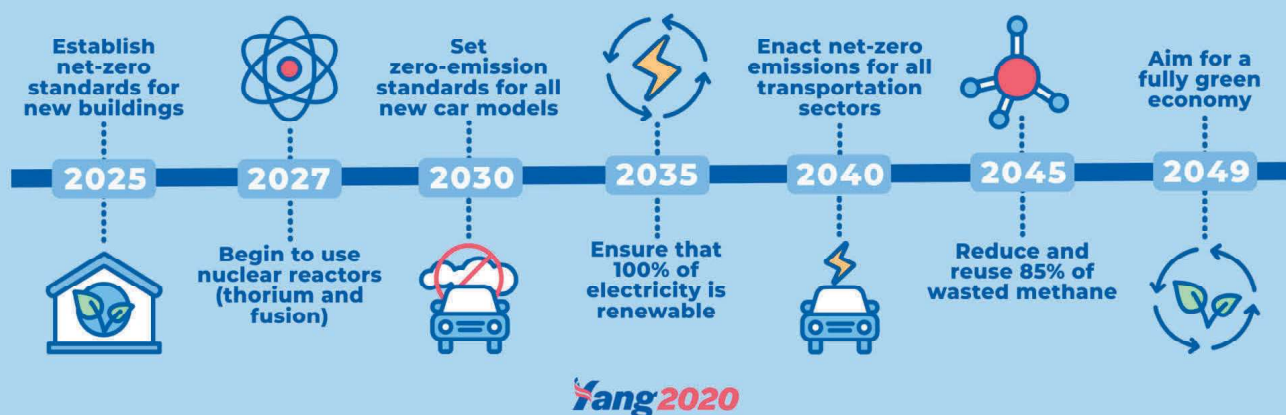 Establish
net-zero
standards for
new buildings
2025
2027
Begin to use
nuclear reactors
(thorium and
fusion)
Set
zero-emission
standards for all
new car models
2030
2035
Ensure that
100% of
electricity is
renewable
Enact net-zero
emissions for all
transportation
sectors
2040
2045
Reduce and
reuse 85% of
wasted methane
Aim for a
fully green
economy
2049
Yang2020